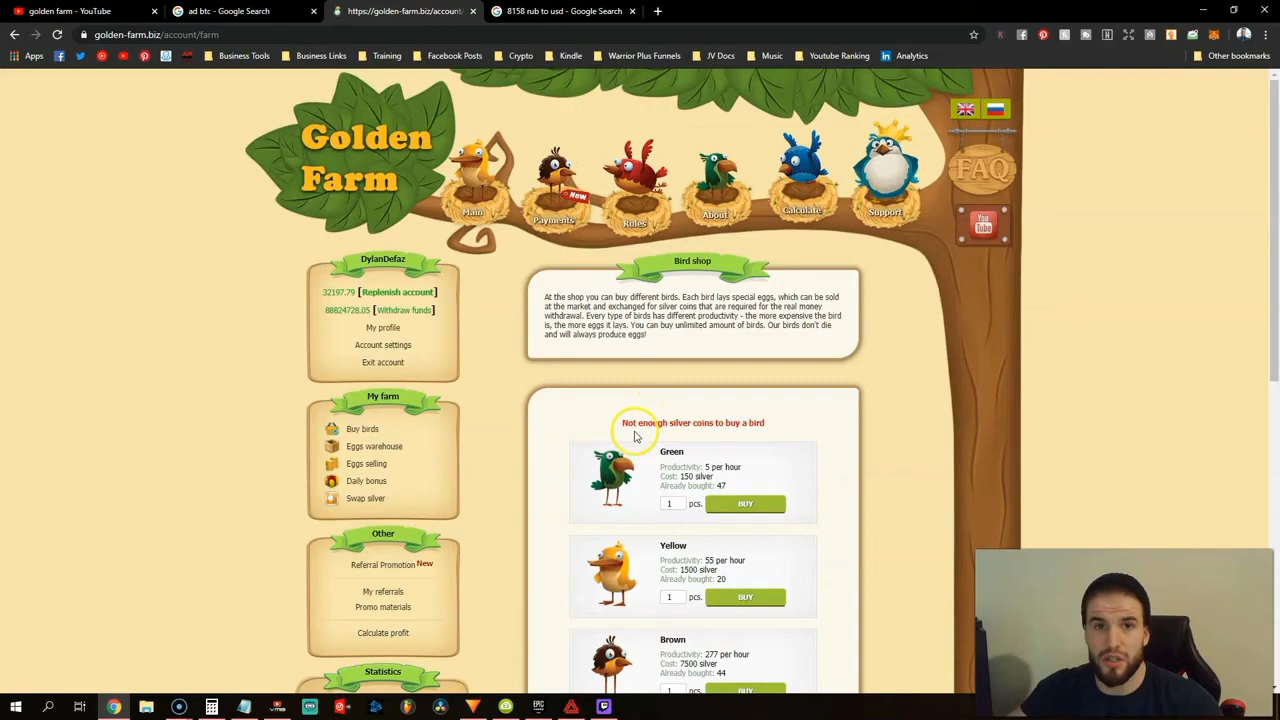 golden farm - YouTube
ad btc - Google Search
https://golden-farm.biz/account/
8158 rub to usd - Google Search
golden-farm.biz/account/farm
Apps
Business Tools
Business Links
Training
Facebook Posts
Crypto
Kindle
Warrior Plus Funnels
JV Docs
Music
Youtube Ranking
Analytics
Other bookmarks
Golden
Farm
Main
Payments
New
Rules
About
Calculate
Support
FAQ
You
Tube
DylanDefaz
32197.79 [Replenish account]
88824728.05 [Withdraw funds]
My profile
Account settings
Exit account
My farm
Buy birds
Eggs warehouse
Eggs selling
Daily bonus
Swap silver
Other
Referral Promotion New
My referrals
Promo materials
Calculate profit
Statistics
Bird shop
At the shop you can buy different birds. Each bird lays special eggs, which can be sold
at the market and exchanged for silver coins that are required for the real money
withdrawal. Every type of birds has different productivity - the more expensive the bird
is, the more eggs it lays. You can buy unlimited amount of birds. Our birds don't die
and will always produce eggs!
Not enough silver coins to buy a bird
Green
Productivity: 5 per hour
Cost: 150 silver
Already bought: 47
1 pcs. BUY
Yellow
Productivity: 55 per hour
Cost: 1500 silver
Already bought: 20
1 pcs. BUY
Brown
Productivity: 277 per hour
Cost: 7500 silver
Already bought: 44
1 pcs. BUY